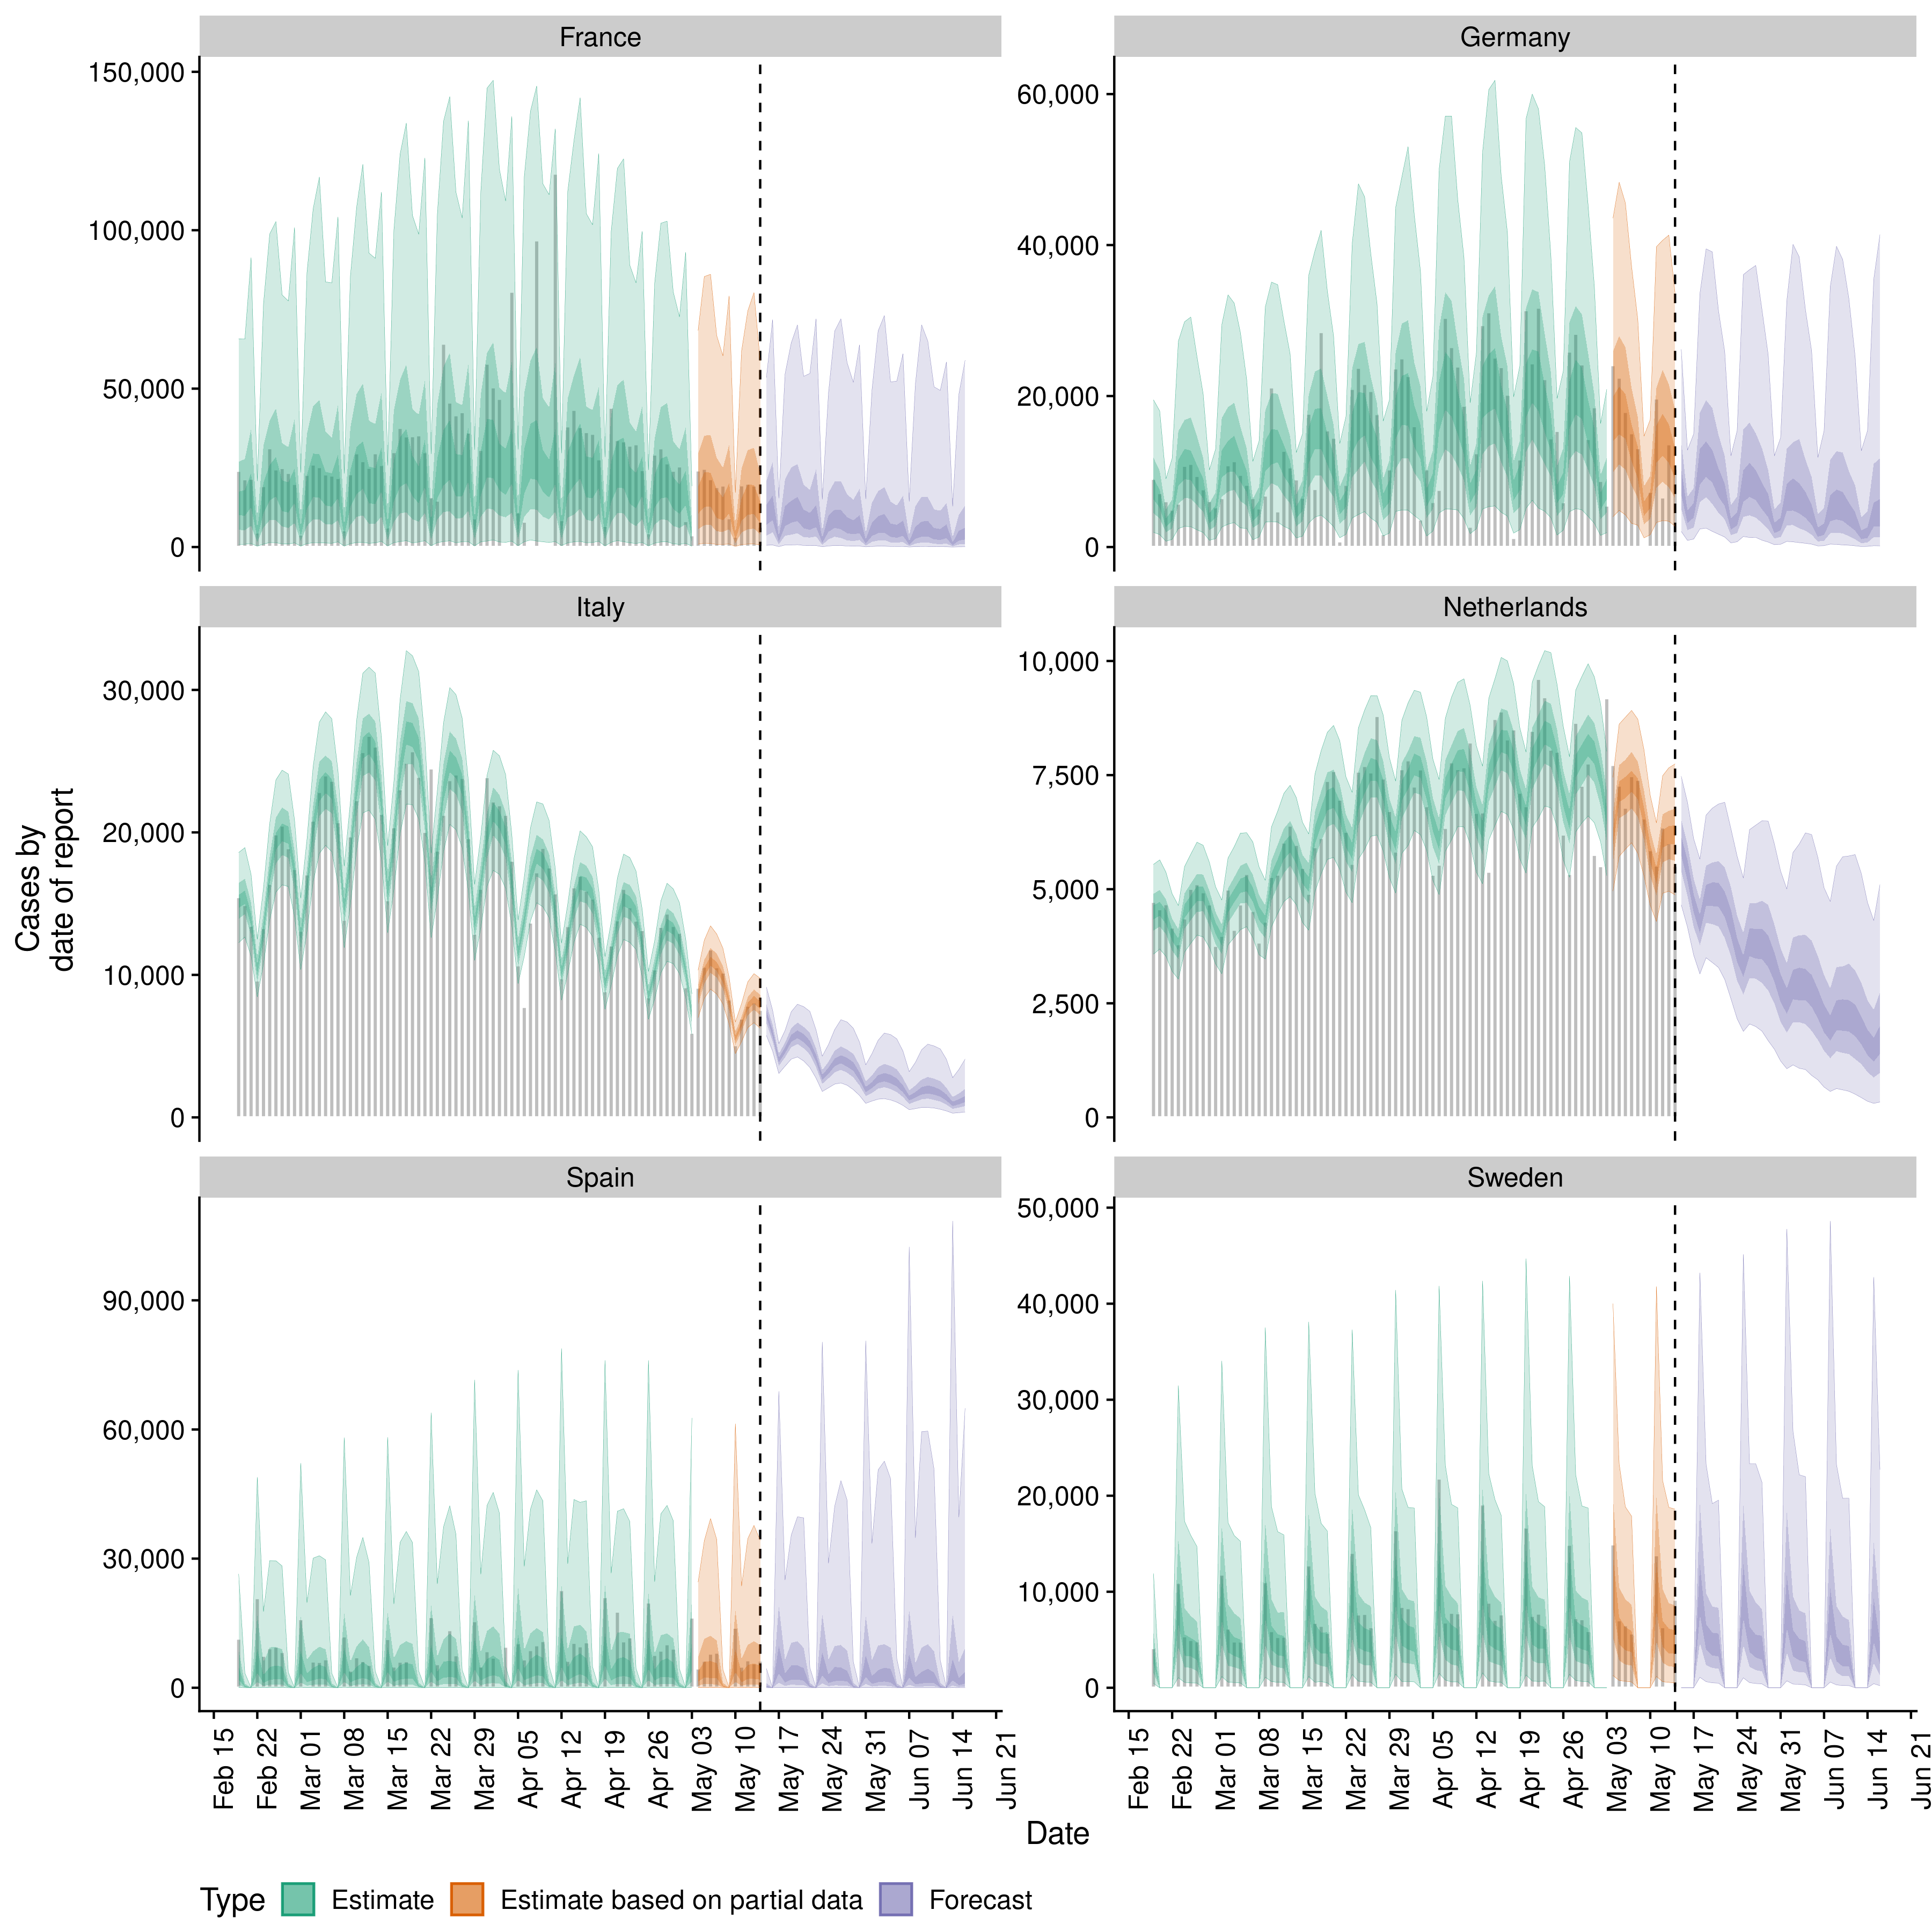 France
Germany
150,000
100,000
50,000
0
60,000
40,000
20,000
0
Italy
Netherlands
30,000
20,000
10,000
0
10,000
7,500
5,000
2,500
0
Cases by
date of report
Spain
Sweden
90,000
60,000
30,000
0
50,000
40,000
30,000
20,000
10,000
0
Feb 15
Feb 22
Mar 01
Mar 08
Mar 15
Mar 22
Mar 29
Apr 05
Apr 12
Apr 19
Apr 26
May 03
May 10
May 17
May 24
May 31
Jun 07
Jun 14
Jun 21
Feb 15
Feb 22
Mar 01
Mar 08
Mar 15
Mar 22
Mar 29
Apr 05
Apr 12
Apr 19
Apr 26
May 03
May 10
May 17
May 24
May 31
Jun 07
Jun 14
Jun 21
Date
Type Estimate Estimate based on partial data Forecast